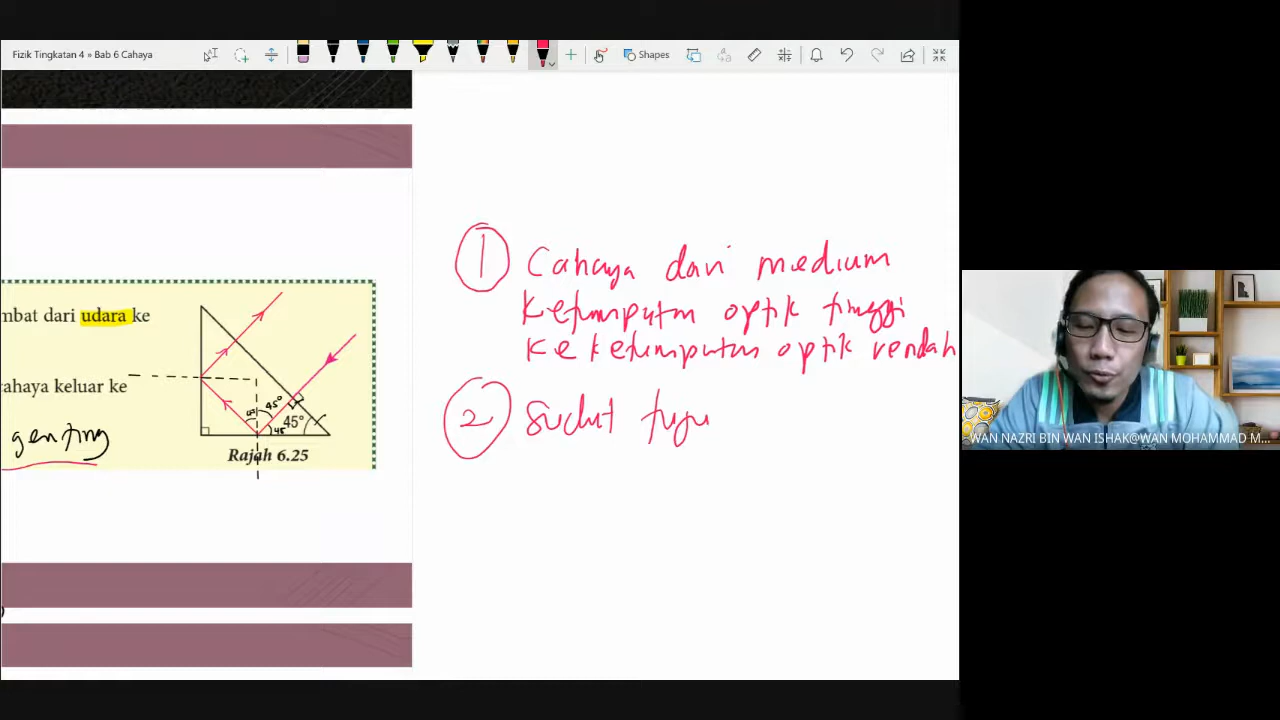 Fizik Tingkatan 4 » Bab 6 Cahaya
Shapes
mbat dari udara ke
cahaya keluar ke
genting
45°
45°
45
Rajah 6.25
1 Cahaya dari medium
Ketumpatan optik tinggi
ke ketumpatan optik rendah
2 Sudut tuju
WAN NAZRI BIN WAN ISHAK@WAN MOHAMMAD M...